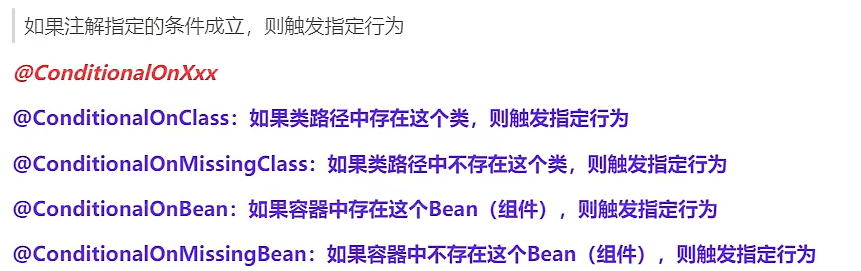 如果注解指定的条件成立，则触发指定行为
@ConditionalOnXxx
@ConditionalOnClass：如果类路径中存在这个类，则触发指定行为
@ConditionalOnMissingClass：如果类路径中不存在这个类，则触发指定行为
@ConditionalOnBean：如果容器中存在这个Bean（组件），则触发指定行为
@ConditionalOnMissingBean：如果容器中不存在这个Bean（组件），则触发指定行为